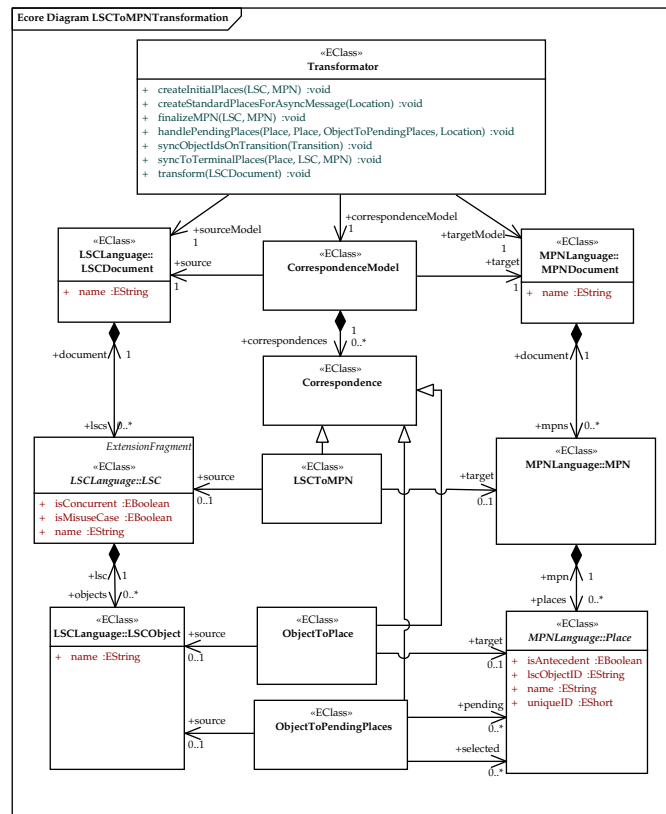 Ecore Diagram LSCToMPNTransformation
«EClass»
Transformator
+ createInitialPlaces(LSC, MPN) :void
+ createStandardPlacesForAsyncMessage(Location) :void
+ finalizeMPN(LSC, MPN) :void
+ handlePendingPlaces(Place, Place, ObjectToPendingPlaces, Location) :void
+ syncObjectIdsOnTransition(Transition) :void
+ syncToTerminalPlaces(Place, LSC, MPN) :void
+ transform(LSCDocument) :void
+sourceModel
1
+correspondenceModel
1
+targetModel
1
«EClass»
LSCLanguage::
LSCDocument
+ name :EString
+source
1
«EClass»
CorrespondenceModel
+target
1
«EClass»
MPNLanguage::
MPNDocument
+ name :EString
+document
1
+lscs
0..*
1
+correspondences
0..*
+document
1
+mpns
0..*
«EClass»
Correspondence
ExtensionFragment
«EClass»
LSCLanguage::LSC
+ isConcurrent :EBoolean
+ isMisuseCase :EBoolean
+ name :EString
+source
0..1
«EClass»
LSCToMPN
+target
0..1
«EClass»
MPNLanguage::MPN
+lsc
1
+objects
0..*
+mpn
1
+places
0..*
«EClass»
LSCLanguage::LSCObject
+ name :EString
+source
0..1
«EClass»
ObjectToPlace
+target
0..1
«EClass»
MPNLanguage::Place
+ isAntecedent :EBoolean
+ lscObjectID :EString
+ name :EString
+ uniqueID :EShort
+source
0..1
«EClass»
ObjectToPendingPlaces
+pending
0..*
+selected
0..*